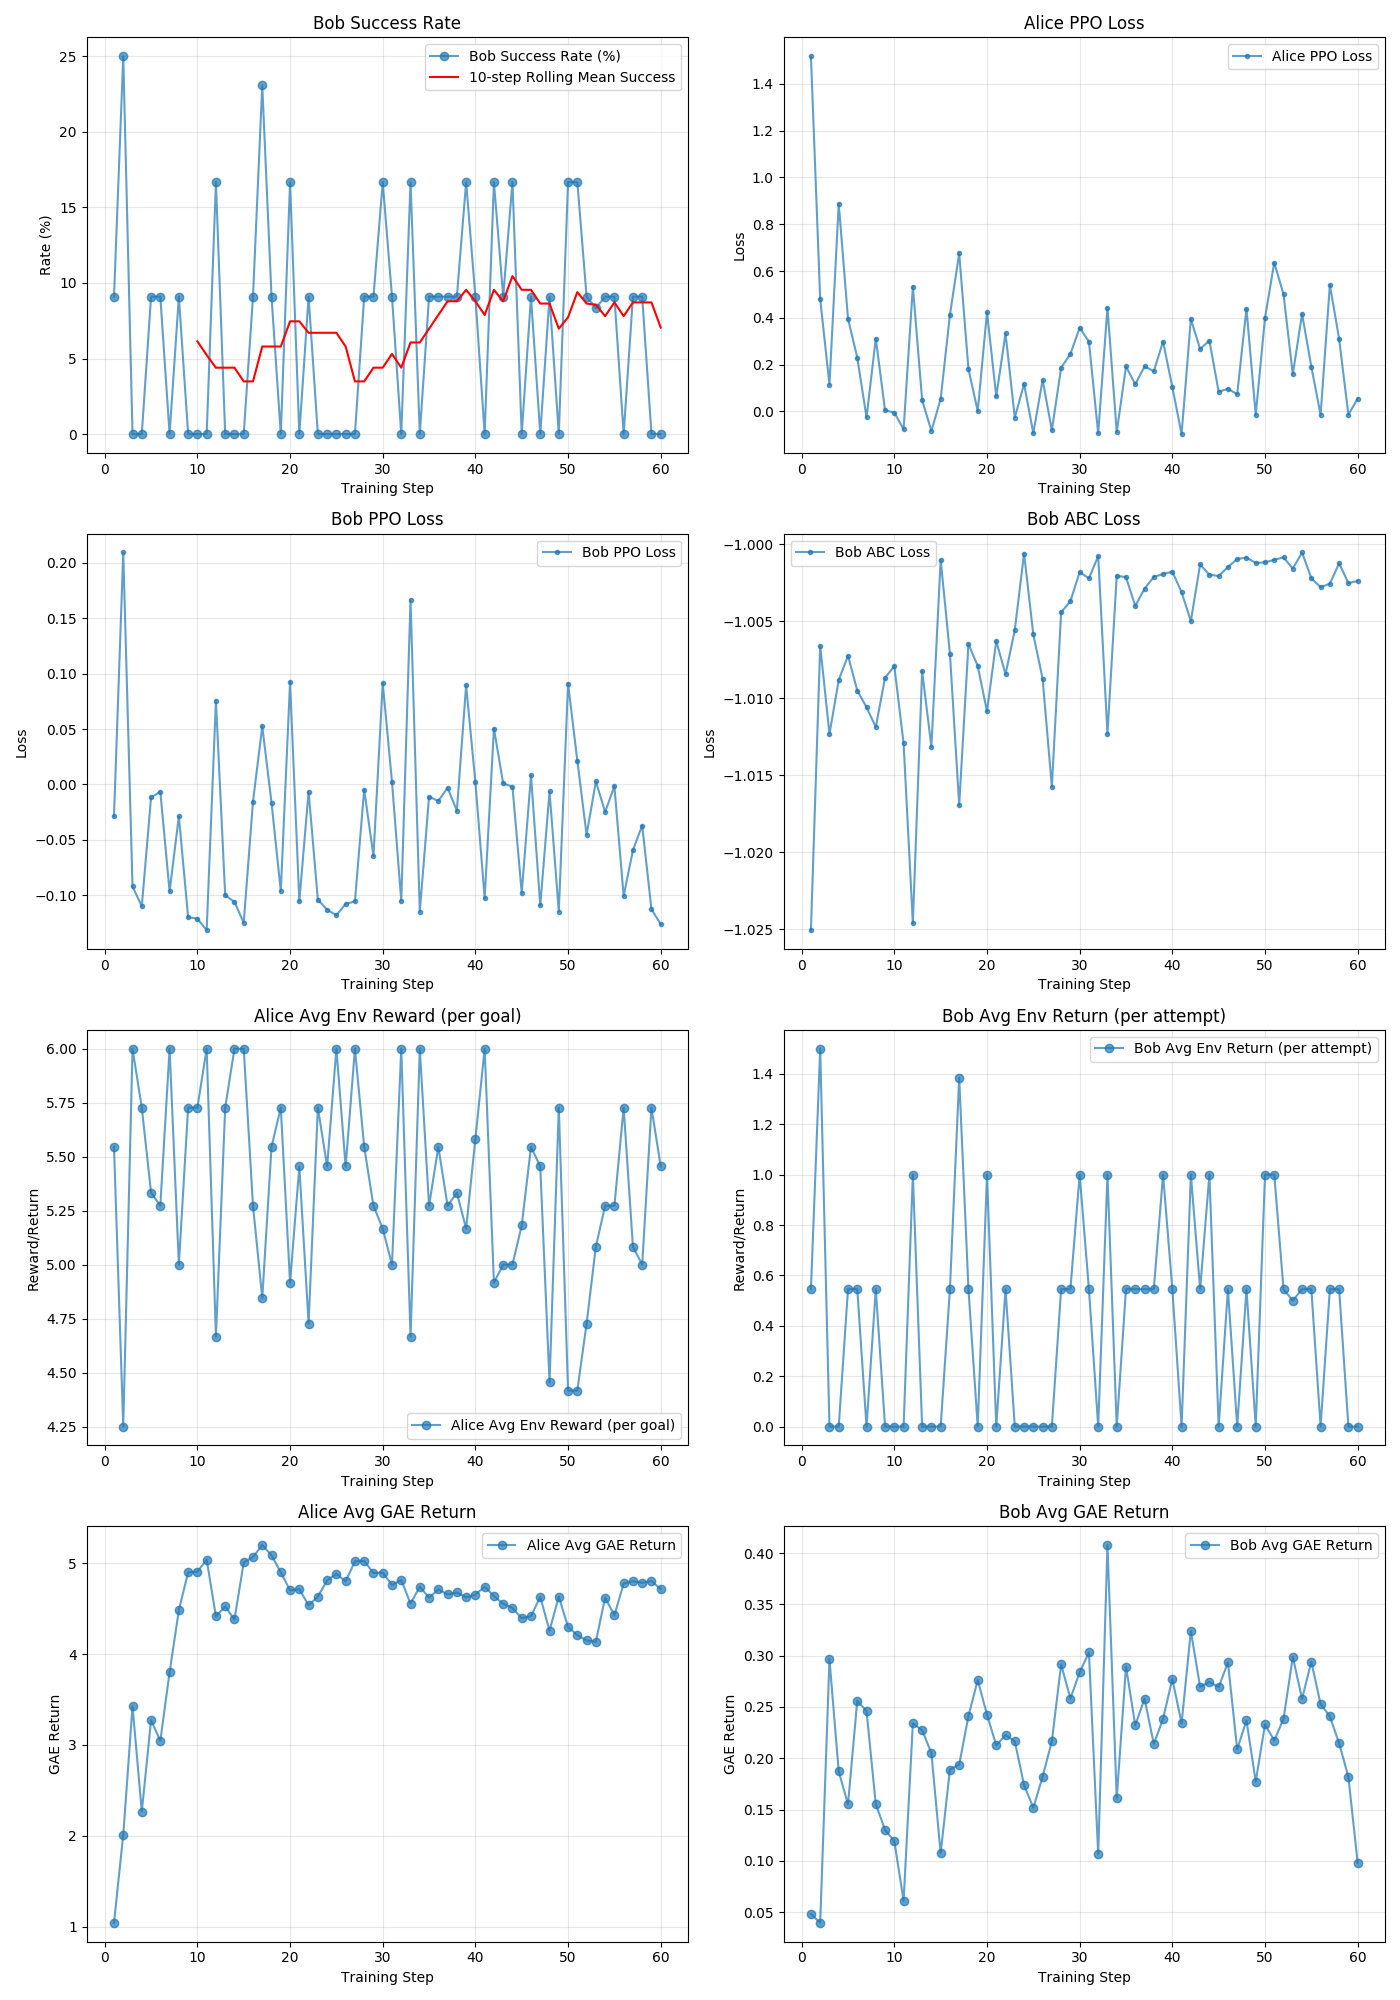 Bob Success Rate
Bob Success Rate (%)
10-step Rolling Mean Success
25
20
15
10
5
0
Rate (%)
0 10 20 30 40 50 60
Training Step
Alice PPO Loss
Alice PPO Loss
1.4
1.2
1.0
0.8
0.6
0.4
0.2
0.0
Loss
0 10 20 30 40 50 60
Training Step
Bob PPO Loss
Bob PPO Loss
0.20
0.15
0.10
0.05
0.00
−0.05
−0.10
Loss
0 10 20 30 40 50 60
Training Step
Bob ABC Loss
Bob ABC Loss
−1.000
−1.005
−1.010
−1.015
−1.020
−1.025
Loss
0 10 20 30 40 50 60
Training Step
Alice Avg Env Reward (per goal)
6.00
5.75
5.50
5.25
5.00
4.75
4.50
4.25
Reward/Return
Alice Avg Env Reward (per goal)
0 10 20 30 40 50 60
Training Step
Bob Avg Env Return (per attempt)
Bob Avg Env Return (per attempt)
1.4
1.2
1.0
0.8
0.6
0.4
0.2
0.0
Reward/Return
0 10 20 30 40 50 60
Training Step
Alice Avg GAE Return
Alice Avg GAE Return
5
4
3
2
1
GAE Return
0 10 20 30 40 50 60
Training Step
Bob Avg GAE Return
Bob Avg GAE Return
0.40
0.35
0.30
0.25
0.20
0.15
0.10
0.05
GAE Return
0 10 20 30 40 50 60
Training Step